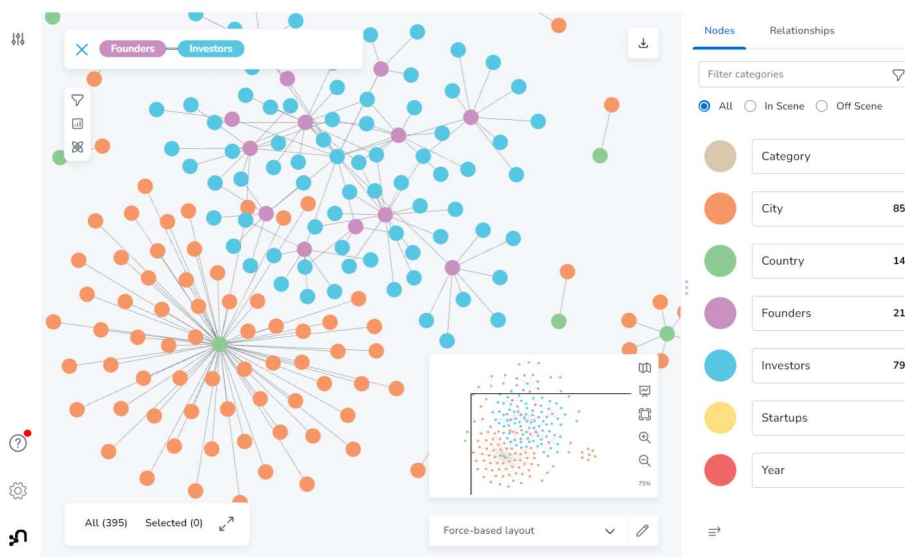 Founders Investors
Nodes Relationships
Filter categories
All In Scene Off Scene
Category
City 85
Country 14
Founders 21
Investors 79
Startups
Year
75%
All (395) Selected (0)
Force-based layout
?